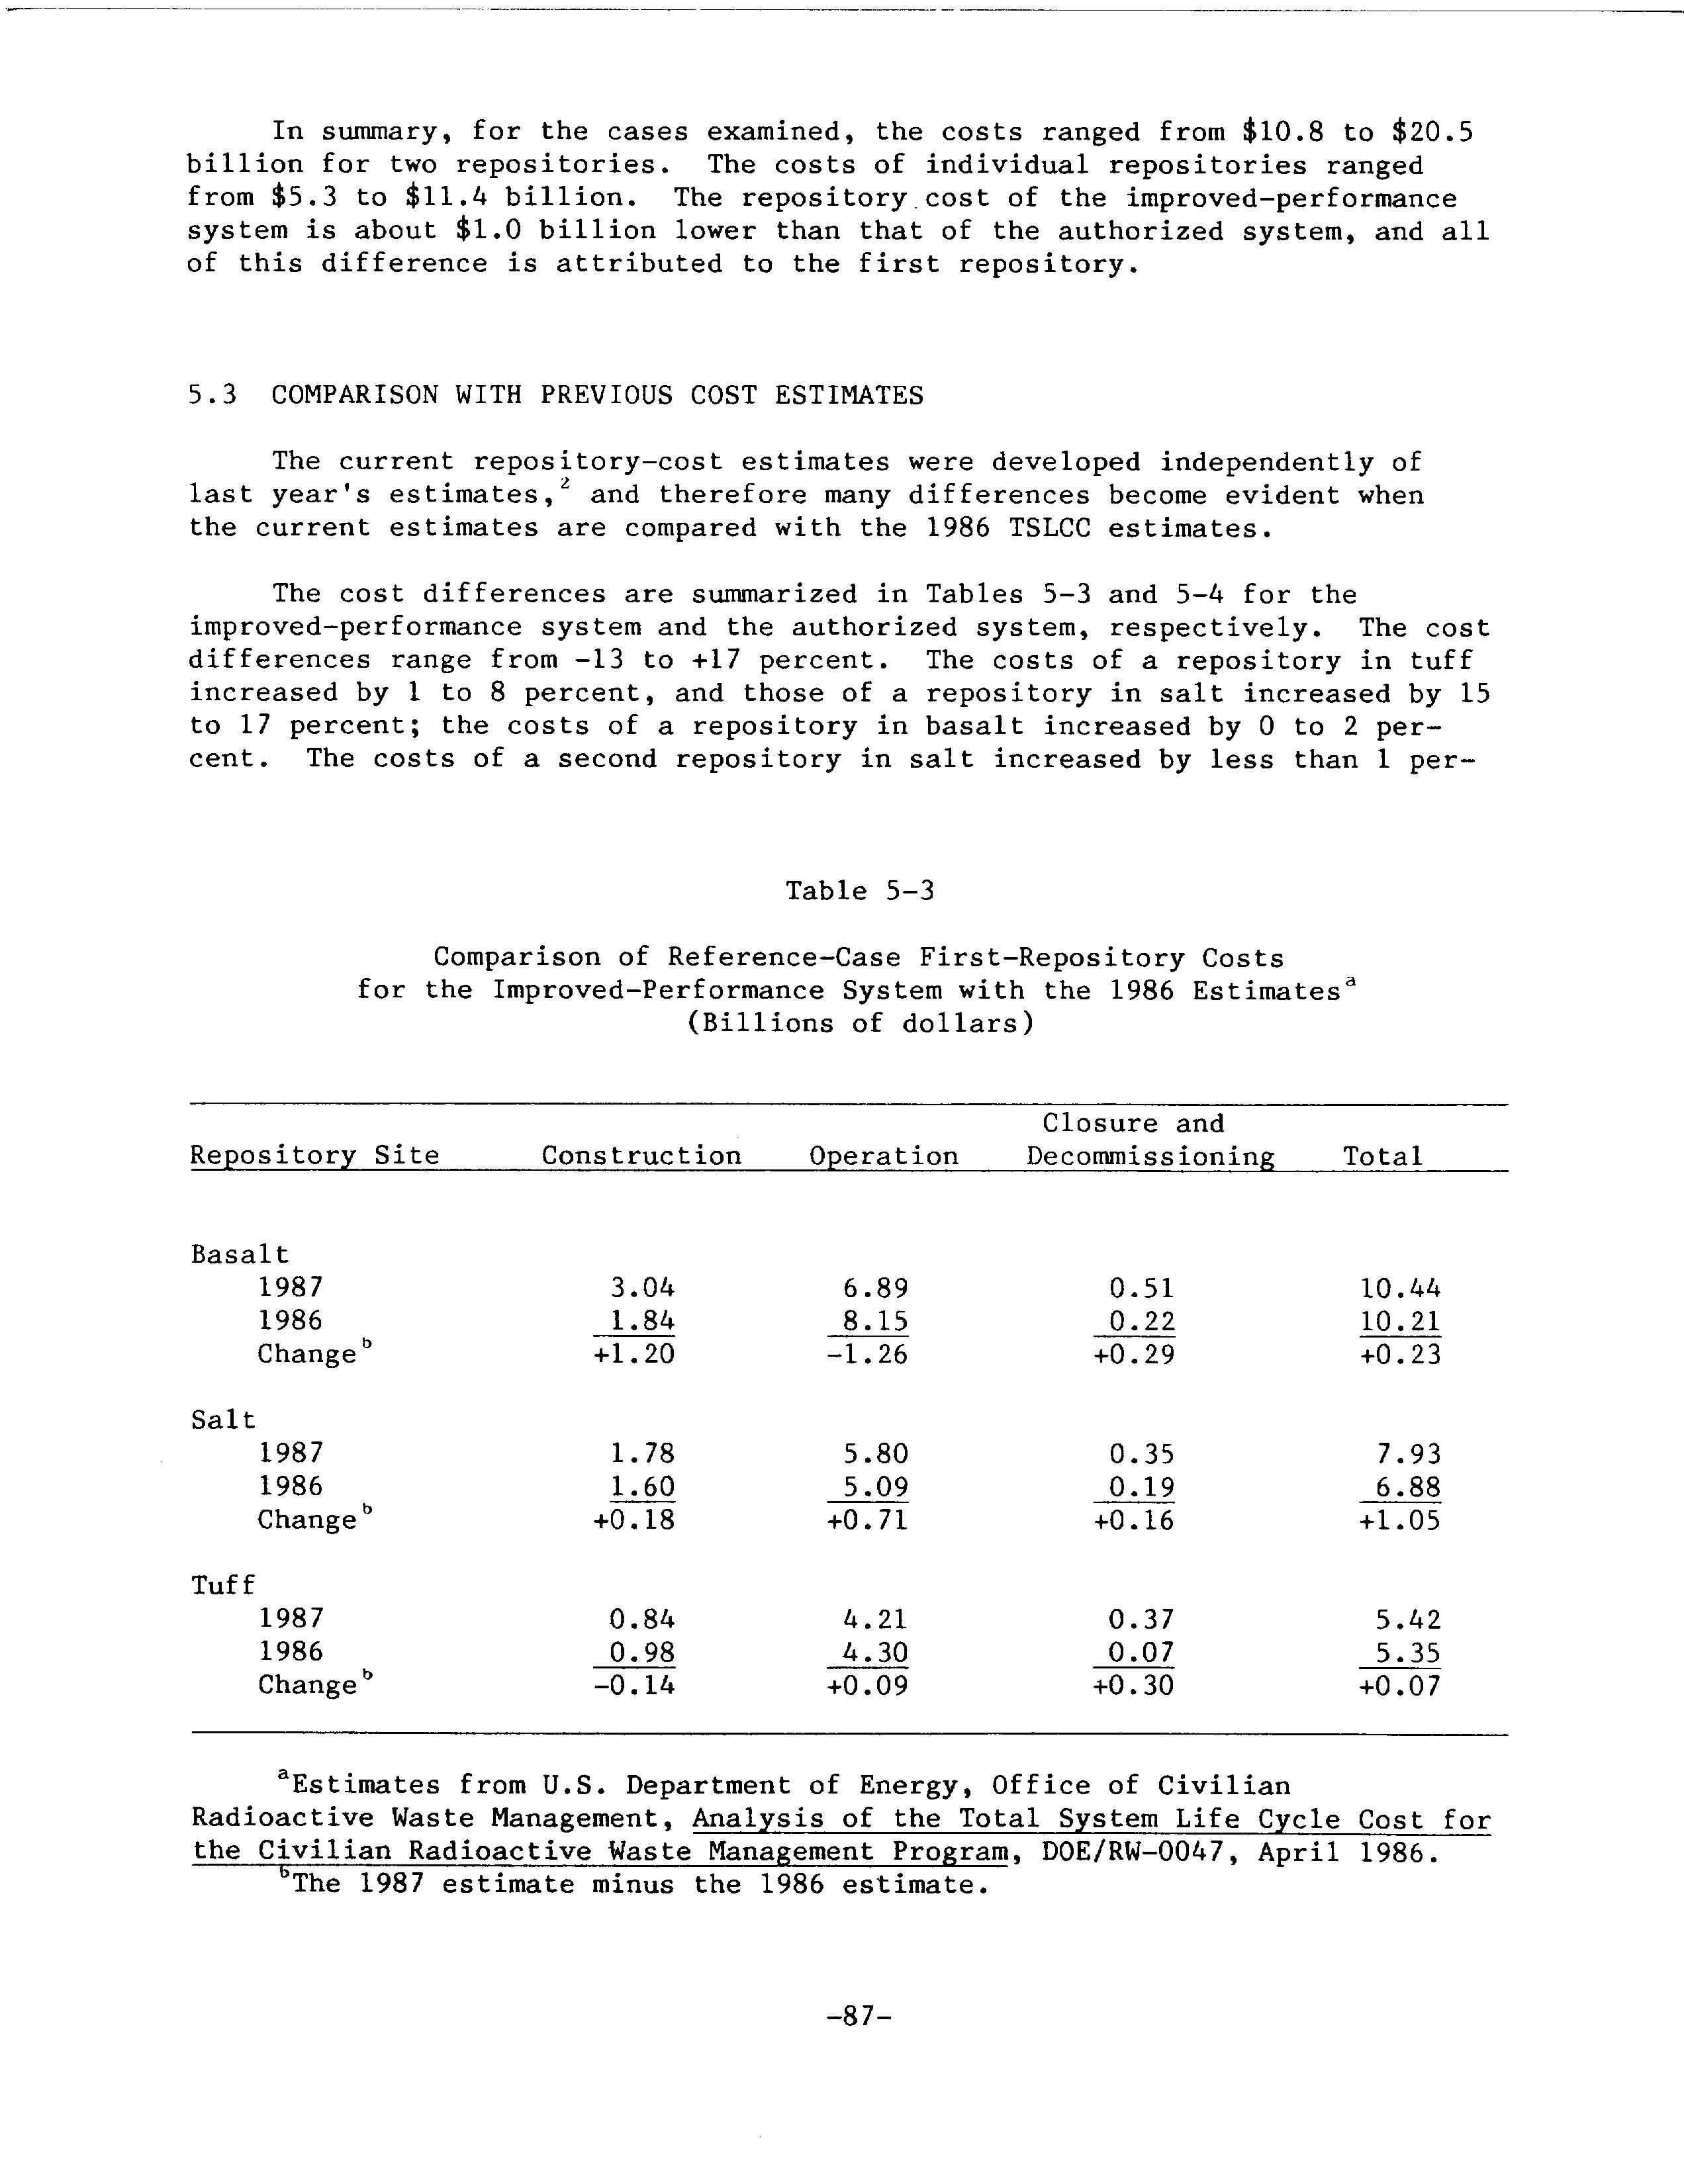 In summary, for the cases examined, the costs ranged from $10.8 to $20.5
billion for two repositories. The costs of individual repositories ranged
from $5.3 to $11.4 billion. The repository cost of the improved-performance
system is about $1.0 billion lower than that of the authorized system, and all
of this difference is attributed to the first repository.
5.3 COMPARISON WITH PREVIOUS COST ESTIMATES
The current repository-cost estimates were developed independently of
last year's estimates,² and therefore many differences become evident when
the current estimates are compared with the 1986 TSLCC estimates.
The cost differences are summarized in Tables 5-3 and 5-4 for the
improved-performance system and the authorized system, respectively. The cost
differences range from -13 to +17 percent. The costs of a repository in tuff
increased by 1 to 8 percent, and those of a repository in salt increased by 15
to 17 percent; the costs of a repository in basalt increased by 0 to 2 per-
cent. The costs of a second repository in salt increased by less than 1 per-
Table 5-3
Comparison of Reference-Case First-Repository Costs
for the Improved-Performance System with the 1986 Estimatesᵃ
(Billions of dollars)
Closure and
Repository Site Construction Operation Decommissioning Total
Basalt
1987 3.04 6.89 0.51 10.44
1986 1.84 8.15 0.22 10.21
Changeᵇ +1.20 -1.26 +0.29 +0.23
Salt
1987 1.78 5.80 0.35 7.93
1986 1.60 5.09 0.19 6.88
Changeᵇ +0.18 +0.71 +0.16 +1.05
Tuff
1987 0.84 4.21 0.37 5.42
1986 0.98 4.30 0.07 5.35
Changeᵇ -0.14 +0.09 +0.30 +0.07
ᵃEstimates from U.S. Department of Energy, Office of Civilian
Radioactive Waste Management, Analysis of the Total System Life Cycle Cost for
the Civilian Radioactive Waste Management Program, DOE/RW-0047, April 1986.
ᵇThe 1987 estimate minus the 1986 estimate.
-87-